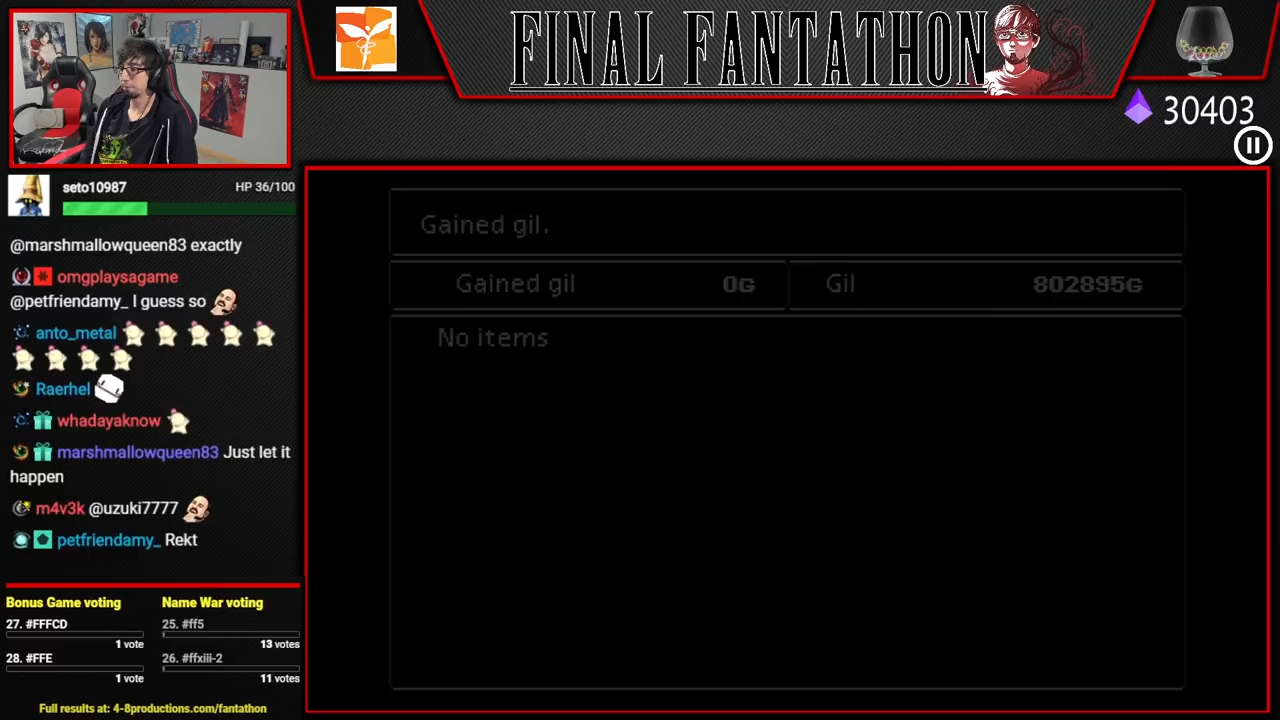 FINAL FANTATHON
30403
seto10987 HP 36/100
@marshmallowqueen83 exactly
omgplaysagame
@petfriendamy_ I guess so
anto_metal
Raerhel
whadayaknow
marshmallowqueen83 Just let it
happen
m4v3k @uzuki7777
petfriendamy_ Rekt
Gained gil.
Gained gil 0G Gil 802895G
No items
Bonus Game voting Name War voting
27. #FFFCD 25. #ff5
1 vote 13 votes
28. #FFE 26. #ffxiii-2
1 vote 11 votes
Full results at: 4-8productions.com/fantathon